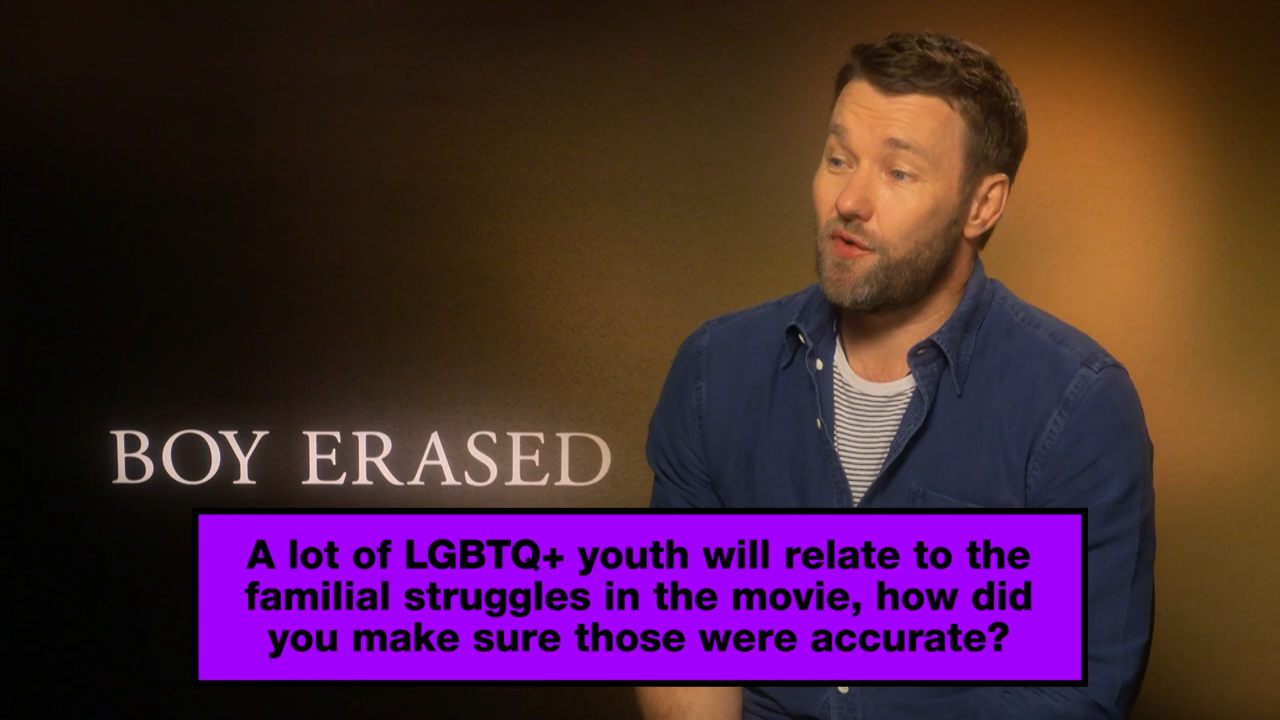 BOY ERASED
A lot of LGBTQ+ youth will relate to the
familial struggles in the movie, how did
you make sure those were accurate?